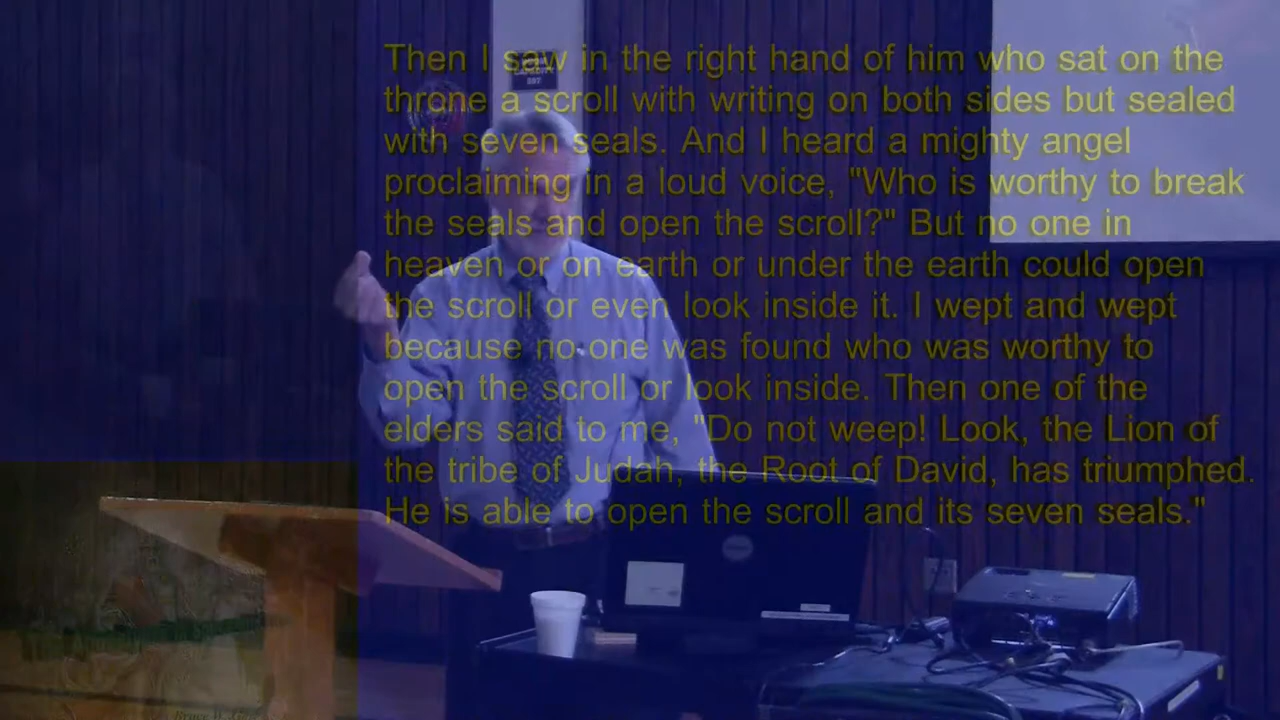 Then I saw in the right hand of him who sat on the
throne a scroll with writing on both sides but sealed
with seven seals. And I heard a mighty angel
proclaiming in a loud voice, "Who is worthy to break
the seals and open the scroll?" But no one in
heaven or on earth or under the earth could open
the scroll or even look inside it. I wept and wept
because no one was found who was worthy to
open the scroll or look inside. Then one of the
elders said to me, "Do not weep! Look, the Lion of
the tribe of Judah, the Root of David, has triumphed.
He is able to open the scroll and its seven seals."